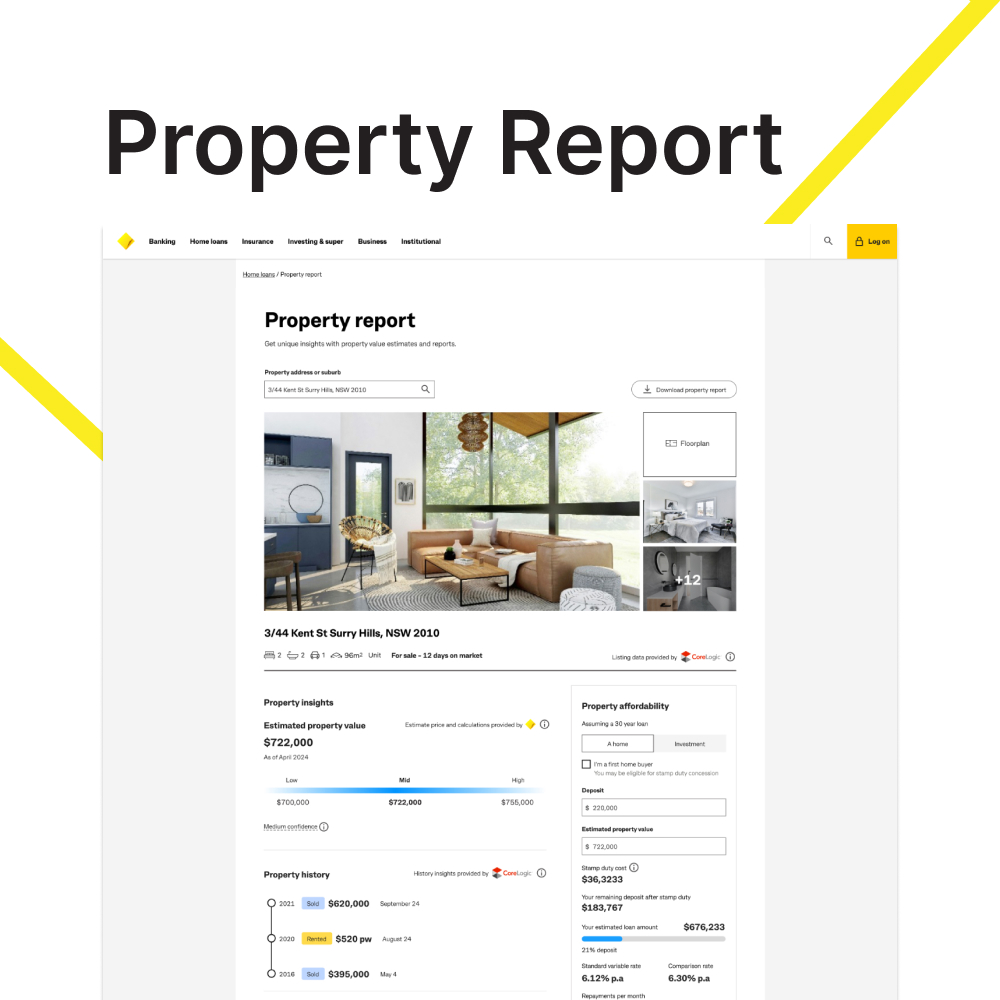 Property Report
Banking Home loans Insurance Investing & super Business Institutional Log on
Home loans / Property report
Property report
Get unique insights with property value estimates and reports.
Property address or suburb
3/44 Kent St Surry Hills, NSW 2010
Download property report
Floorplan
+12
3/44 Kent St Surry Hills, NSW 2010
2 2 1 96m² Unit For sale – 12 days on market
Listing data provided by CoreLogic
Property insights
Estimated property value
Estimate price and calculations provided by
$722,000
As of April 2024
Low Mid High
$700,000 $722,000 $755,000
Medium confidence
Property history
History insights provided by CoreLogic
2021 Sold $620,000 September 24
2020 Rented $520 pw August 24
2016 Sold $395,000 May 4
Property affordability
Assuming a 30 year loan
A home Investment
I'm a first home buyer
You may be eligible for stamp duty concession
Deposit
$ 220,000
Estimated property value
$ 722,000
Stamp duty cost
$36,3233
Your remaining deposit after stamp duty
$183,767
Your estimated loan amount $676,233
21% deposit
Standard variable rate Comparison rate
6.12% p.a 6.30% p.a
Repayments per month